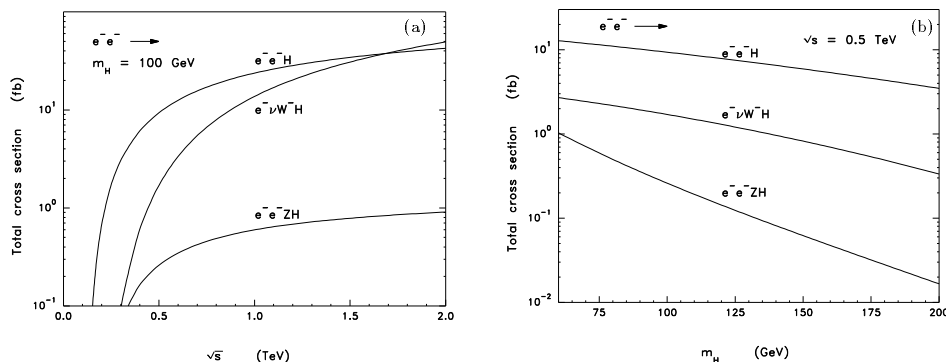 (a)
e⁻e⁻ →
m_H = 100 GeV
e⁻e⁻H
e⁻νW⁻H
e⁻e⁻ZH
Total cross section (fb)
10¹
10⁰
10⁻¹
0.0 0.5 1.0 1.5 2.0
√s (TeV)
(b)
e⁻e⁻ →
√s = 0.5 TeV
e⁻e⁻H
e⁻νW⁻H
e⁻e⁻ZH
Total cross section (fb)
10¹
10⁰
10⁻¹
10⁻²
75 100 125 150 175 200
m_H (GeV)